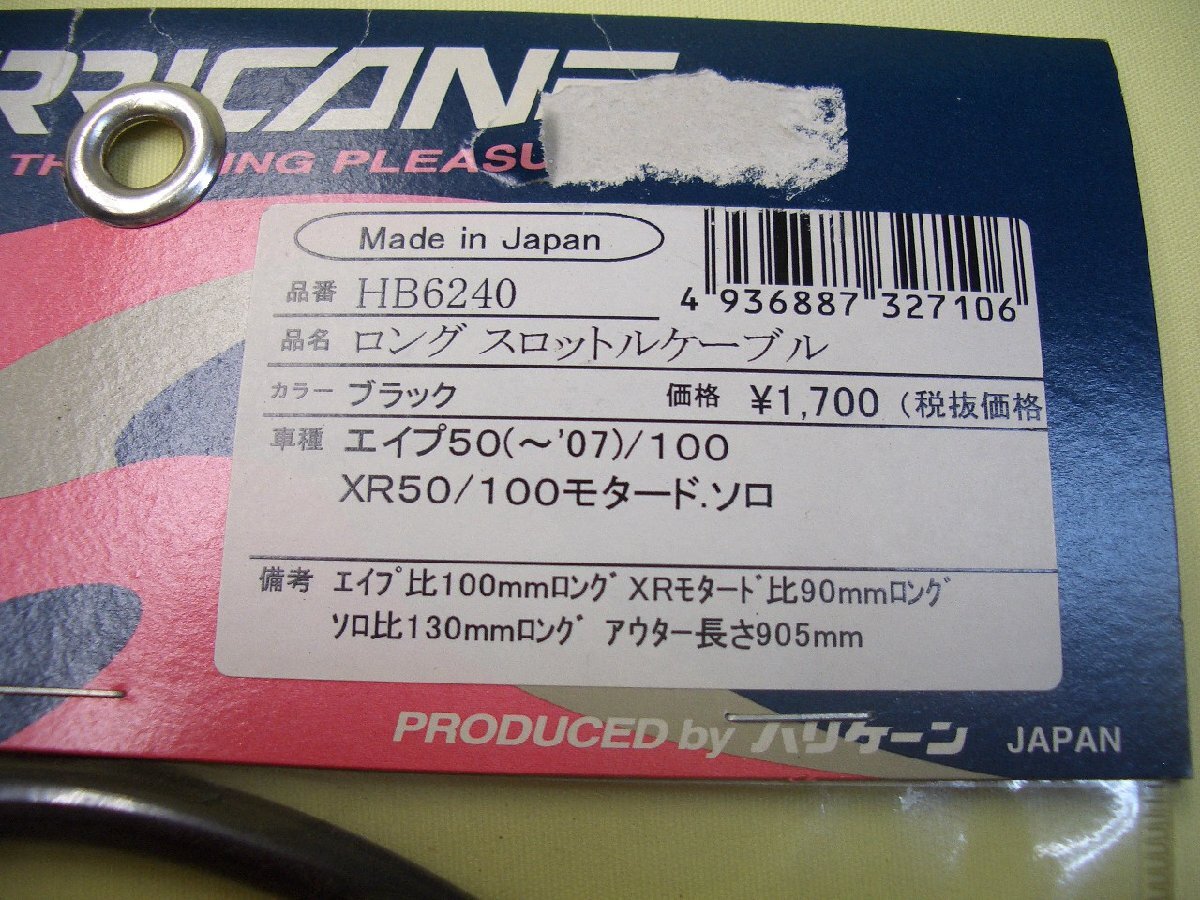 RRICANE
TH ING PLEASU
Made in Japan
品番 HB6240
4 936887 327106
品名 ロング スロットルケーブル
カラー ブラック 価格 ¥1,700 (税抜価格
車種 エイプ50(～'07)/100
XR50/100モタード.ソロ
備考 エイプ比100mmロング XRモタード比90mmロング
ソロ比130mmロング アウター長さ905mm
PRODUCED by ハリケーン JAPAN